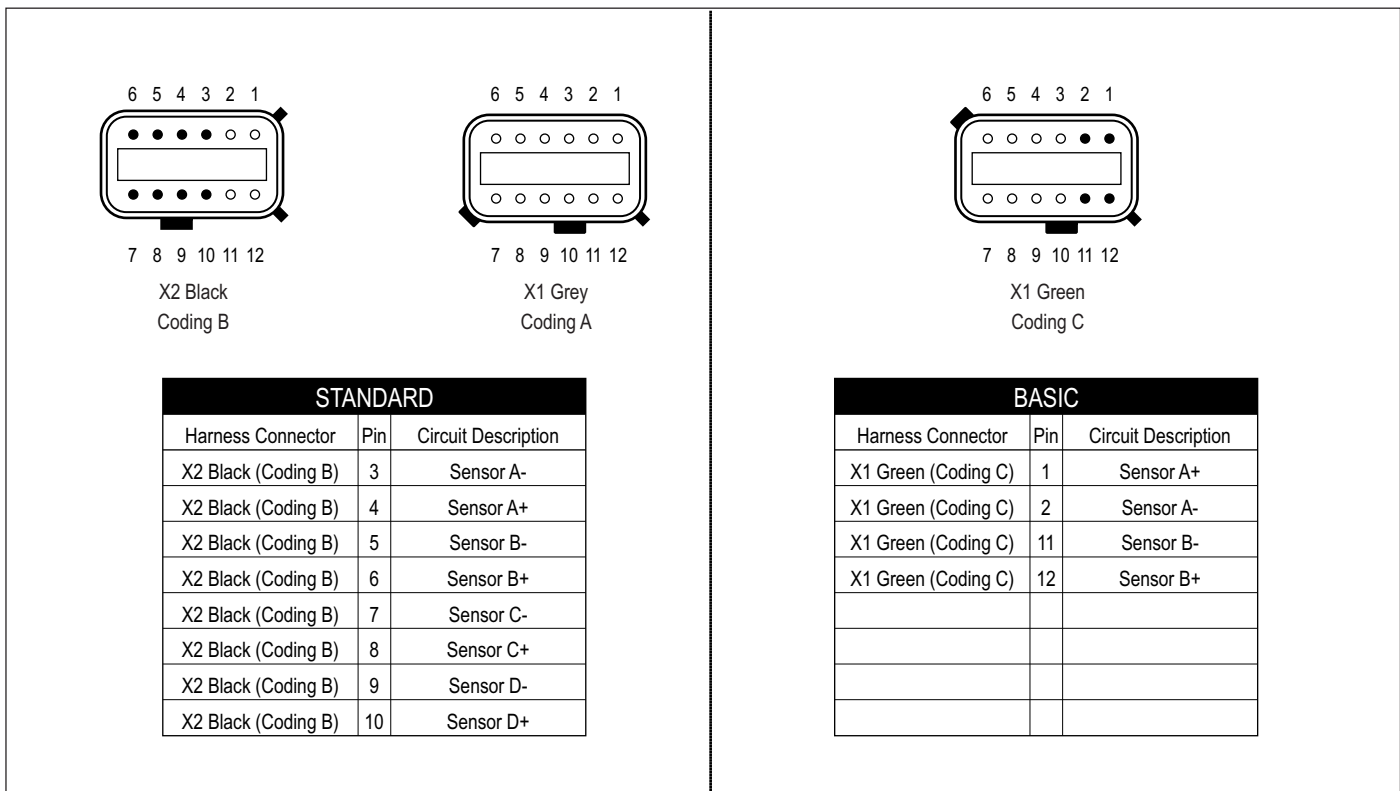 6 5 4 3 2 1
7 8 9 10 11 12
X2 Black
Coding B
6 5 4 3 2 1
7 8 9 10 11 12
X1 Grey
Coding A
STANDARD
Harness Connector Pin Circuit Description
X2 Black (Coding B) 3 Sensor A-
X2 Black (Coding B) 4 Sensor A+
X2 Black (Coding B) 5 Sensor B-
X2 Black (Coding B) 6 Sensor B+
X2 Black (Coding B) 7 Sensor C-
X2 Black (Coding B) 8 Sensor C+
X2 Black (Coding B) 9 Sensor D-
X2 Black (Coding B) 10 Sensor D+
6 5 4 3 2 1
7 8 9 10 11 12
X1 Green
Coding C
BASIC
Harness Connector Pin Circuit Description
X1 Green (Coding C) 1 Sensor A+
X1 Green (Coding C) 2 Sensor A-
X1 Green (Coding C) 11 Sensor B-
X1 Green (Coding C) 12 Sensor B+